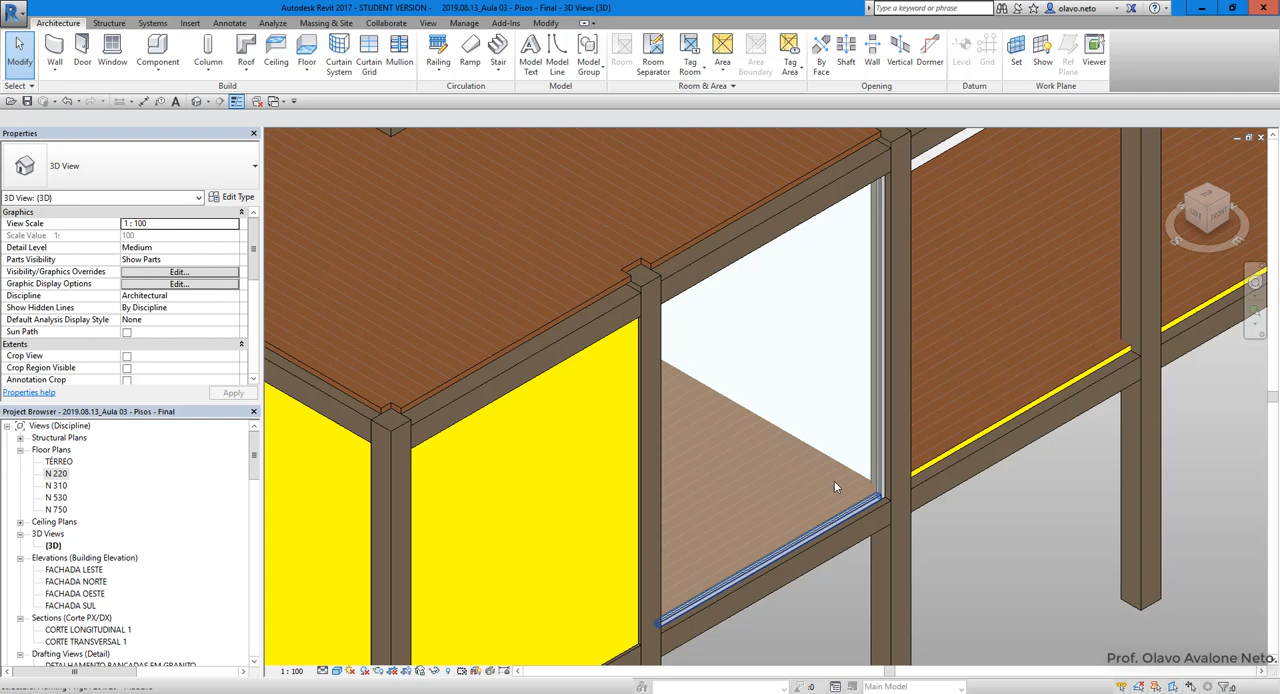 Autodesk Revit 2017 - STUDENT VERSION - 2019.08.13_Aula 03 - Pisos - Final - 3D View: {3D}
Type a keyword or phrase
olavo.neto
Architecture Structure Systems Insert Annotate Analyze Massing & Site Collaborate View Manage Add-Ins Modify
Modify Wall Door Window Component Column Roof Ceiling Floor Curtain System Curtain Grid Mullion Railing Ramp Stair Model Text Model Line Model Group Room Room Separator Tag Room Area Area Boundary Tag Area By Face Shaft Wall Vertical Dormer Level Grid Set Show Ref Plane Viewer
Select Build Circulation Model Room & Area Opening Datum Work Plane
Properties
3D View
3D View: {3D} Edit Type
Graphics
View Scale 1 : 100
Scale Value 1: 100
Detail Level Medium
Parts Visibility Show Parts
Visibility/Graphics Overrides Edit...
Graphic Display Options Edit...
Discipline Architectural
Show Hidden Lines By Discipline
Default Analysis Display Style None
Sun Path
Extents
Crop View
Crop Region Visible
Annotation Crop
Properties help Apply
Project Browser - 2019.08.13_Aula 03 - Pisos - Final
Views (Discipline)
Structural Plans
Floor Plans
TÉRREO
N 220
N 310
N 530
N 750
Ceiling Plans
3D Views
{3D}
Elevations (Building Elevation)
FACHADA LESTE
FACHADA NORTE
FACHADA OESTE
FACHADA SUL
Sections (Corte PX/DX)
CORTE LONGITUDINAL 1
CORTE TRANSVERSAL 1
Drafting Views (Detail)
DETALHAMENTO BANCADAS EM GRANITO
LEFT FRONT
1 : 100
Prof. Olavo Avalone Neto.
:0 Main Model :0